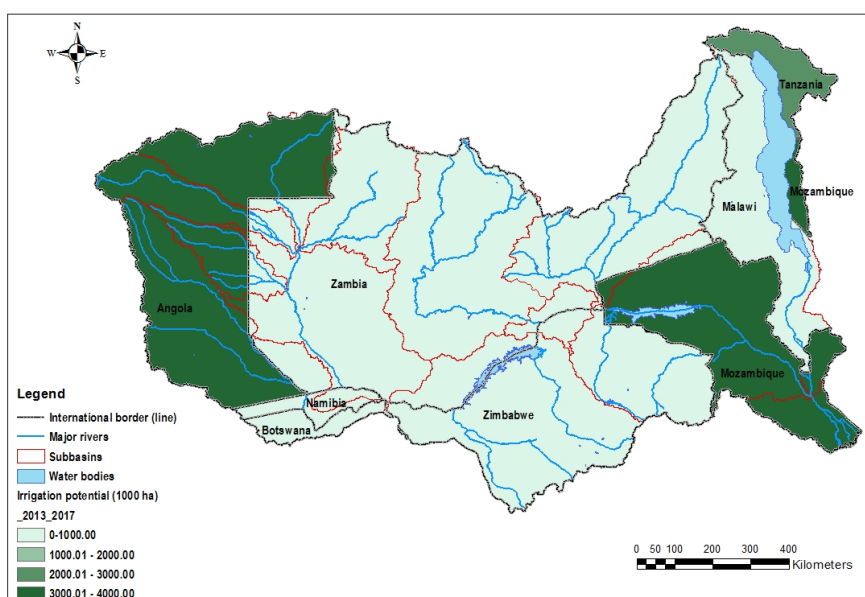 N
W E
S
Tanzania
Mozambique
Malawi
Zambia
Angola
Mozambique
Namibia
Zimbabwe
Botswana
Legend
International border (line)
Major rivers
Subbasins
Water bodies
Irrigation potential (1000 ha)
_2013_2017
0-1000.00
1000.01 - 2000.00
2000.01 - 3000.00
3000.01 - 4000.00
0 50 100 200 300 400
Kilometers